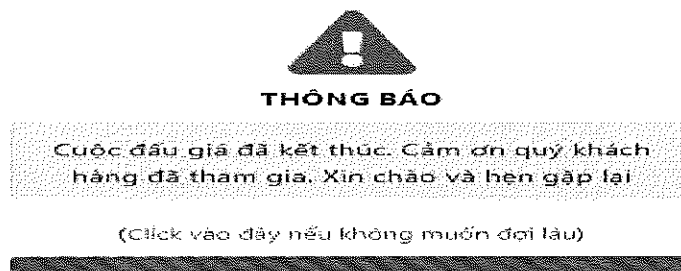 THÔNG BÁO
Cuộc đấu giá đã kết thúc. Cảm ơn quý khách
hàng đã tham gia. Xin chào và hẹn gặp lại
(Click vào đây nếu không muốn đợi lâu)